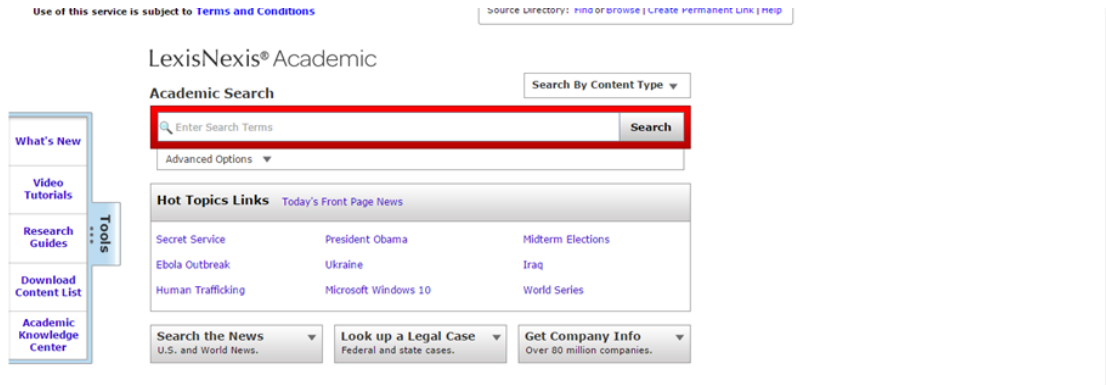 Use of this service is subject to Terms and Conditions
Source Directory: Find or Browse | Create Permanent Link | Help
LexisNexis® Academic
Search By Content Type
Academic Search
Enter Search Terms
Search
Advanced Options
What's New
Video
Tutorials
Research
Guides
Download
Content List
Academic
Knowledge
Center
Tools
Hot Topics Links Today's Front Page News
Secret Service President Obama Midterm Elections
Ebola Outbreak Ukraine Iraq
Human Trafficking Microsoft Windows 10 World Series
Search the News
U.S. and World News.
Look up a Legal Case
Federal and state cases.
Get Company Info
Over 80 million companies.